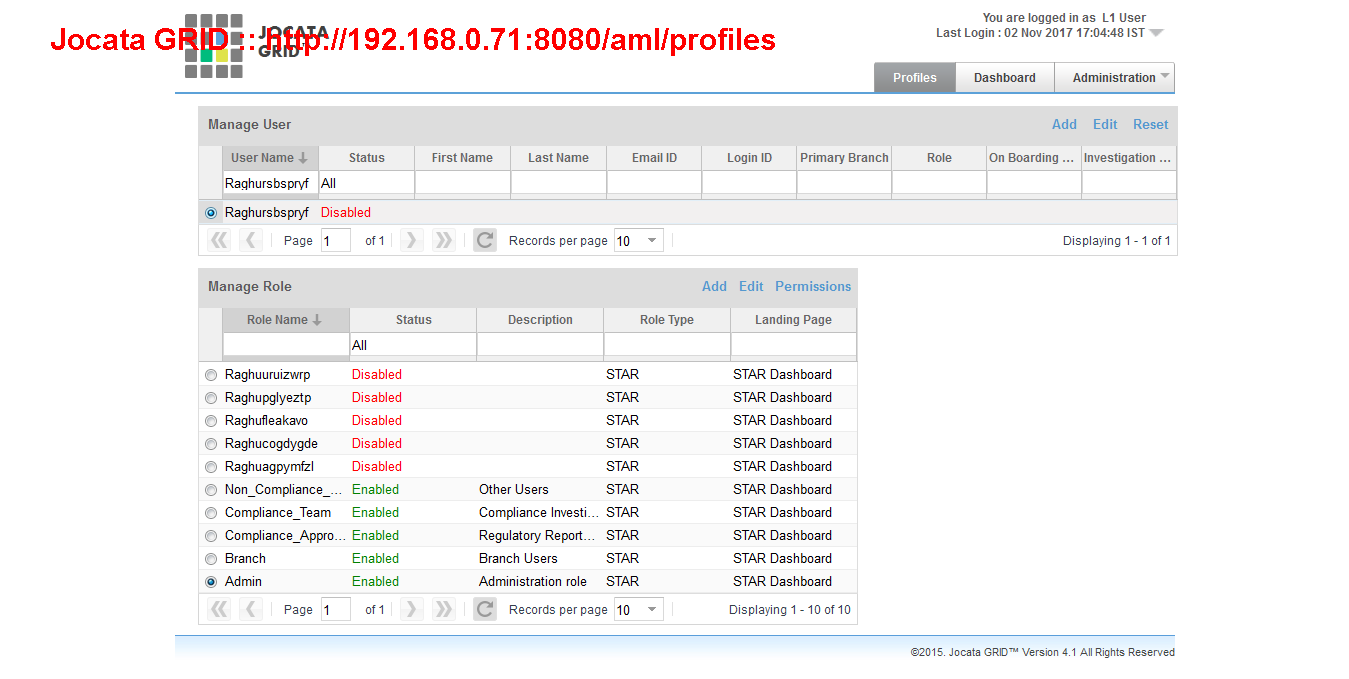 You are logged in as L1 User
Last Login : 02 Nov 2017 17:04:48 IST
JOCATA
GRID™
Jocata GRID :: http://192.168.0.71:8080/aml/profiles
Profiles Dashboard Administration
Manage User Add Edit Reset
User Name Status First Name Last Name Email ID Login ID Primary Branch Role On Boarding ... Investigation ...
Raghursbspryf All
Raghursbspryf Disabled
Page 1 of 1 Records per page 10 Displaying 1 - 1 of 1
Manage Role Add Edit Permissions
Role Name Status Description Role Type Landing Page
All
Raghuuruizwrp Disabled STAR STAR Dashboard
Raghupglyeztp Disabled STAR STAR Dashboard
Raghufleakavo Disabled STAR STAR Dashboard
Raghucogdygde Disabled STAR STAR Dashboard
Raghuagpymfzl Disabled STAR STAR Dashboard
Non_Compliance_... Enabled Other Users STAR STAR Dashboard
Compliance_Team Enabled Compliance Investi... STAR STAR Dashboard
Compliance_Appro... Enabled Regulatory Report... STAR STAR Dashboard
Branch Enabled Branch Users STAR STAR Dashboard
Admin Enabled Administration role STAR STAR Dashboard
Page 1 of 1 Records per page 10 Displaying 1 - 10 of 10
©2015. Jocata GRID™ Version 4.1 All Rights Reserved